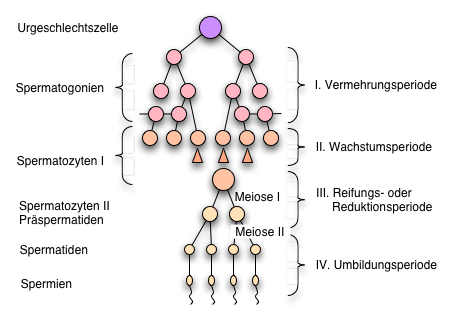 Urgeschlechtszelle
Spermatogonien
I. Vermehrungsperiode
II. Wachstumsperiode
Spermatozyten I
Meiose I
III. Reifungs- oder
Reduktionsperiode
Spermatozyten II
Präspermatiden
Meiose II
Spermatiden
IV. Umbildungsperiode
Spermien